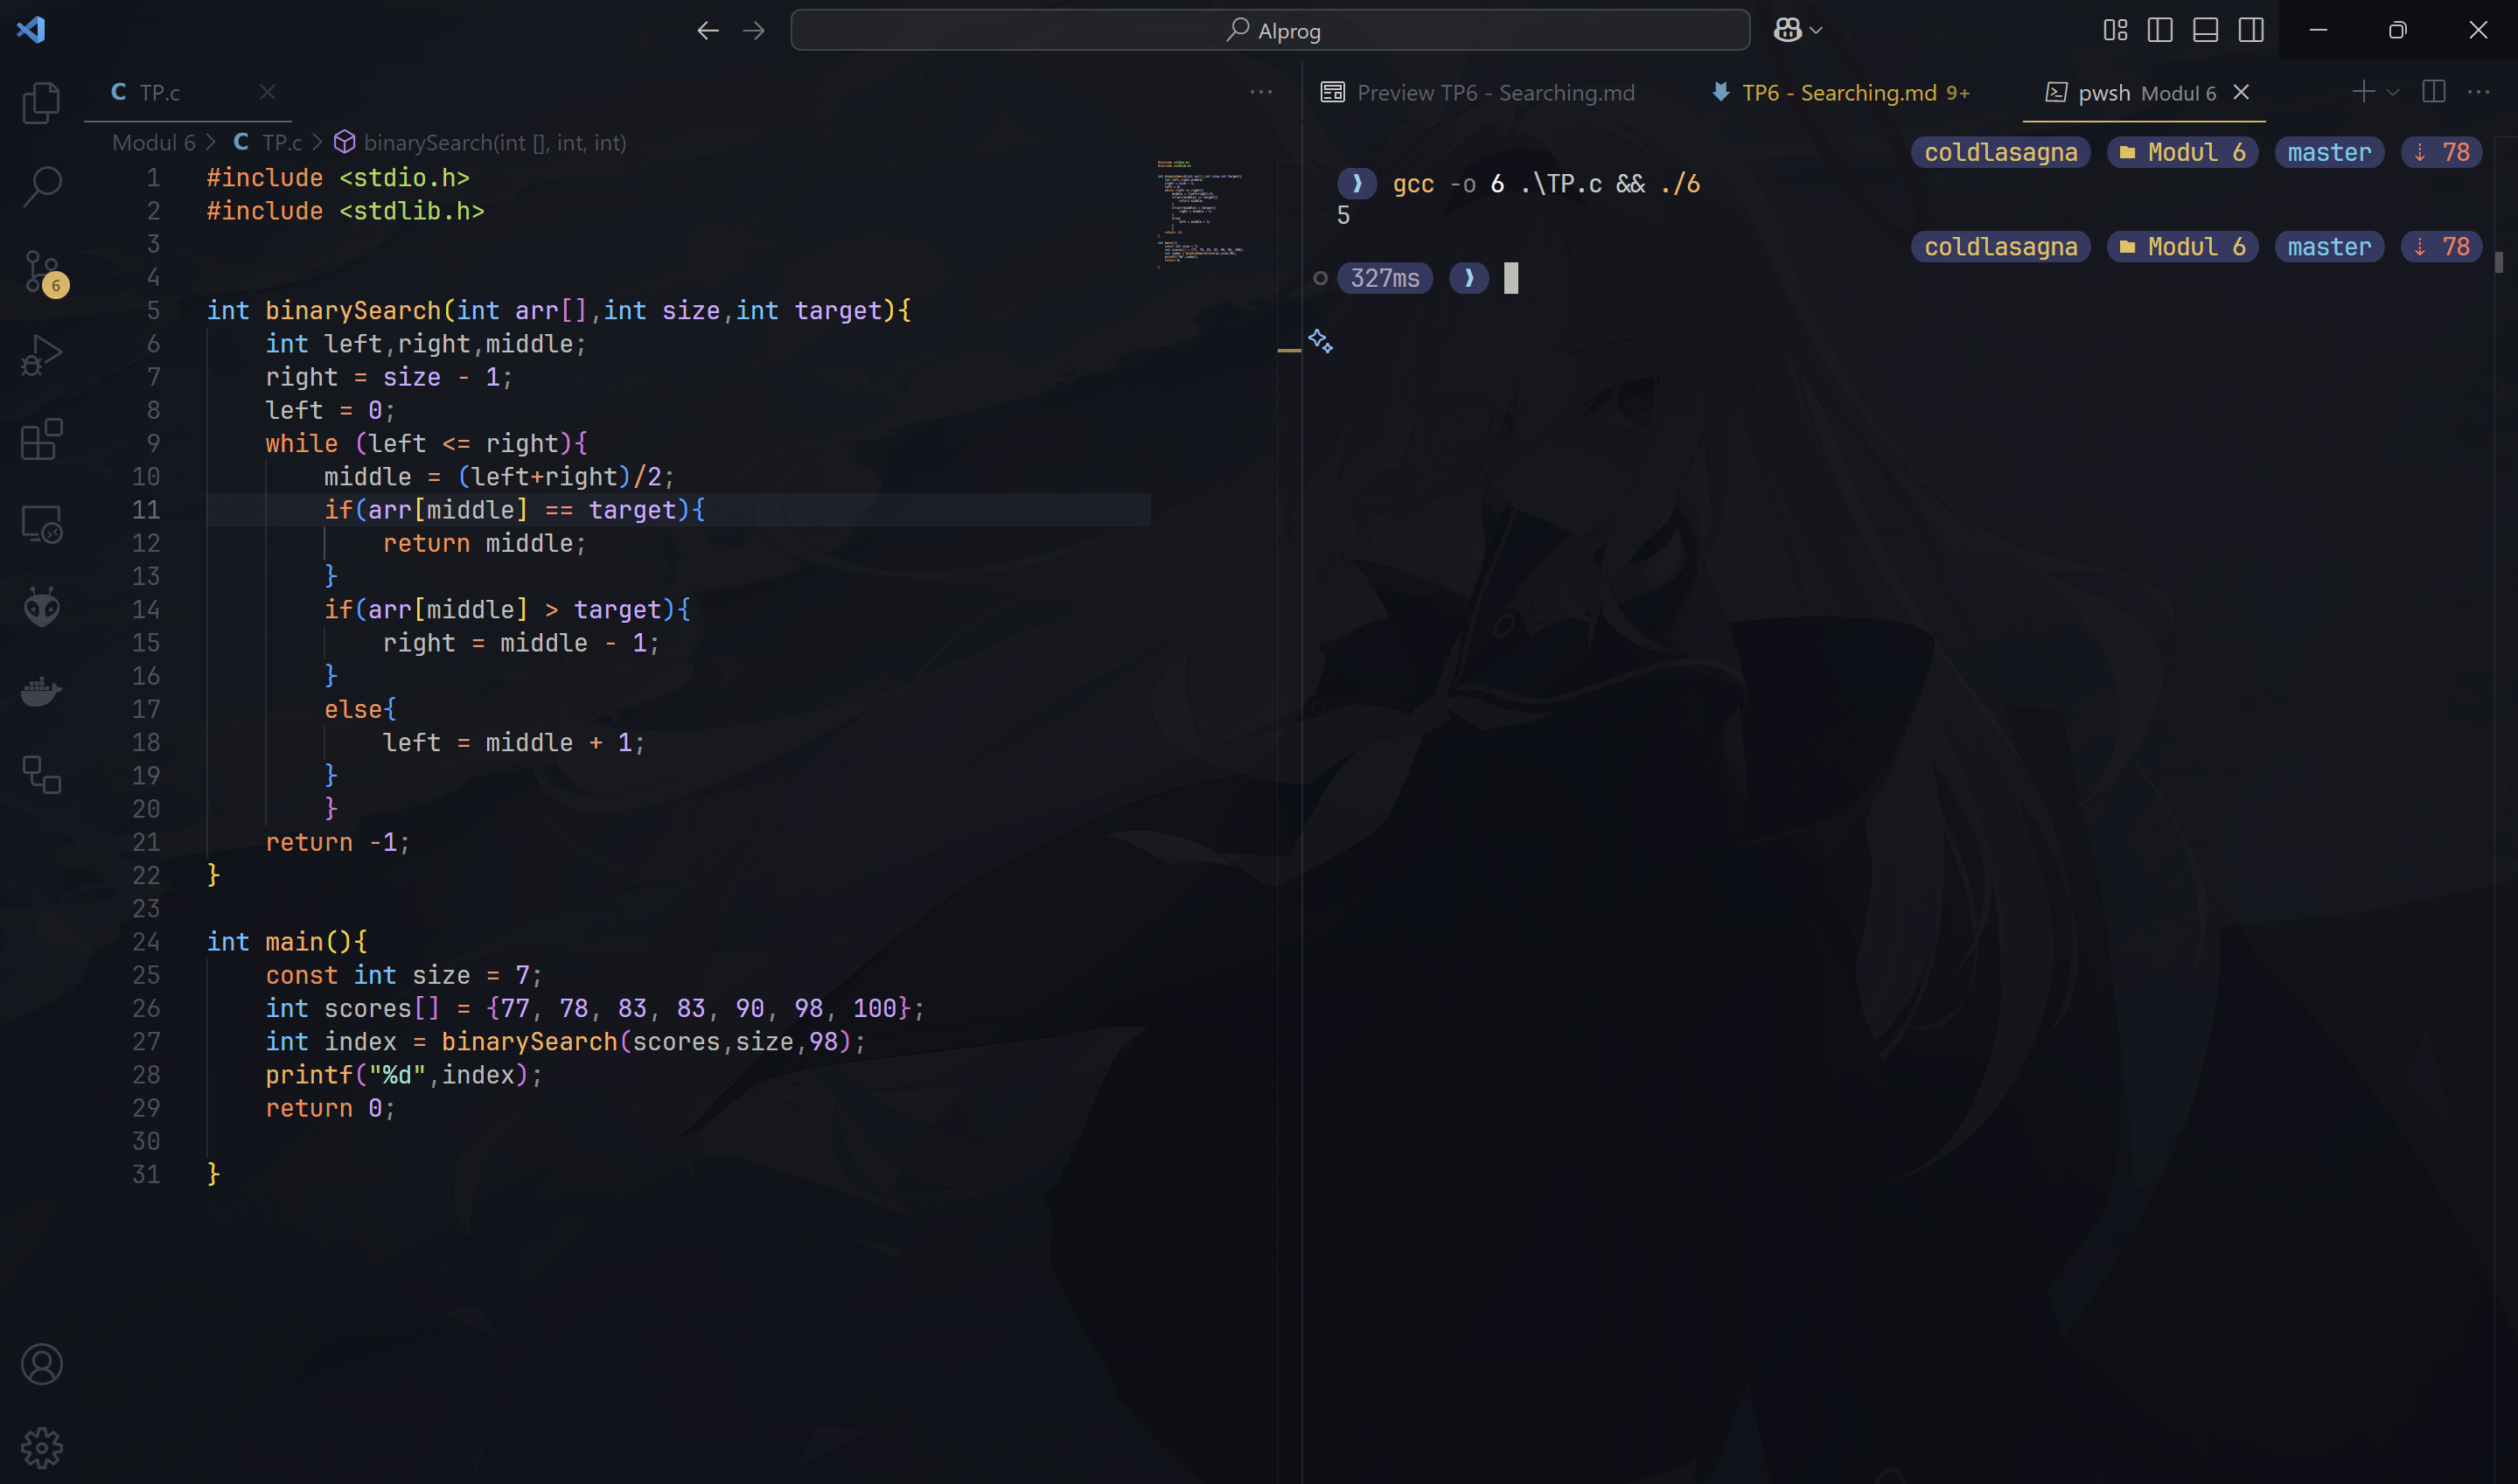 Alprog
C TP.c
Modul 6 > C TP.c > binarySearch(int [], int, int)
1 #include <stdio.h>
2 #include <stdlib.h>
3
4
5 int binarySearch(int arr[],int size,int target){
6     int left,right,middle;
7     right = size - 1;
8     left = 0;
9     while (left <= right){
10         middle = (left+right)/2;
11         if(arr[middle] == target){
12             return middle;
13         }
14         if(arr[middle] > target){
15             right = middle - 1;
16         }
17         else{
18             left = middle + 1;
19         }
20         }
21     return -1;
22 }
23
24 int main(){
25     const int size = 7;
26     int scores[] = {77, 78, 83, 83, 90, 98, 100};
27     int index = binarySearch(scores,size,98);
28     printf("%d",index);
29     return 0;
30
31 }
6
Preview TP6 - Searching.md
TP6 - Searching.md 9+
pwsh Modul 6
coldlasagna Modul 6 master ⇣ 78
❯ gcc -o 6 .\TP.c && ./6
5
coldlasagna Modul 6 master ⇣ 78
327ms ❯